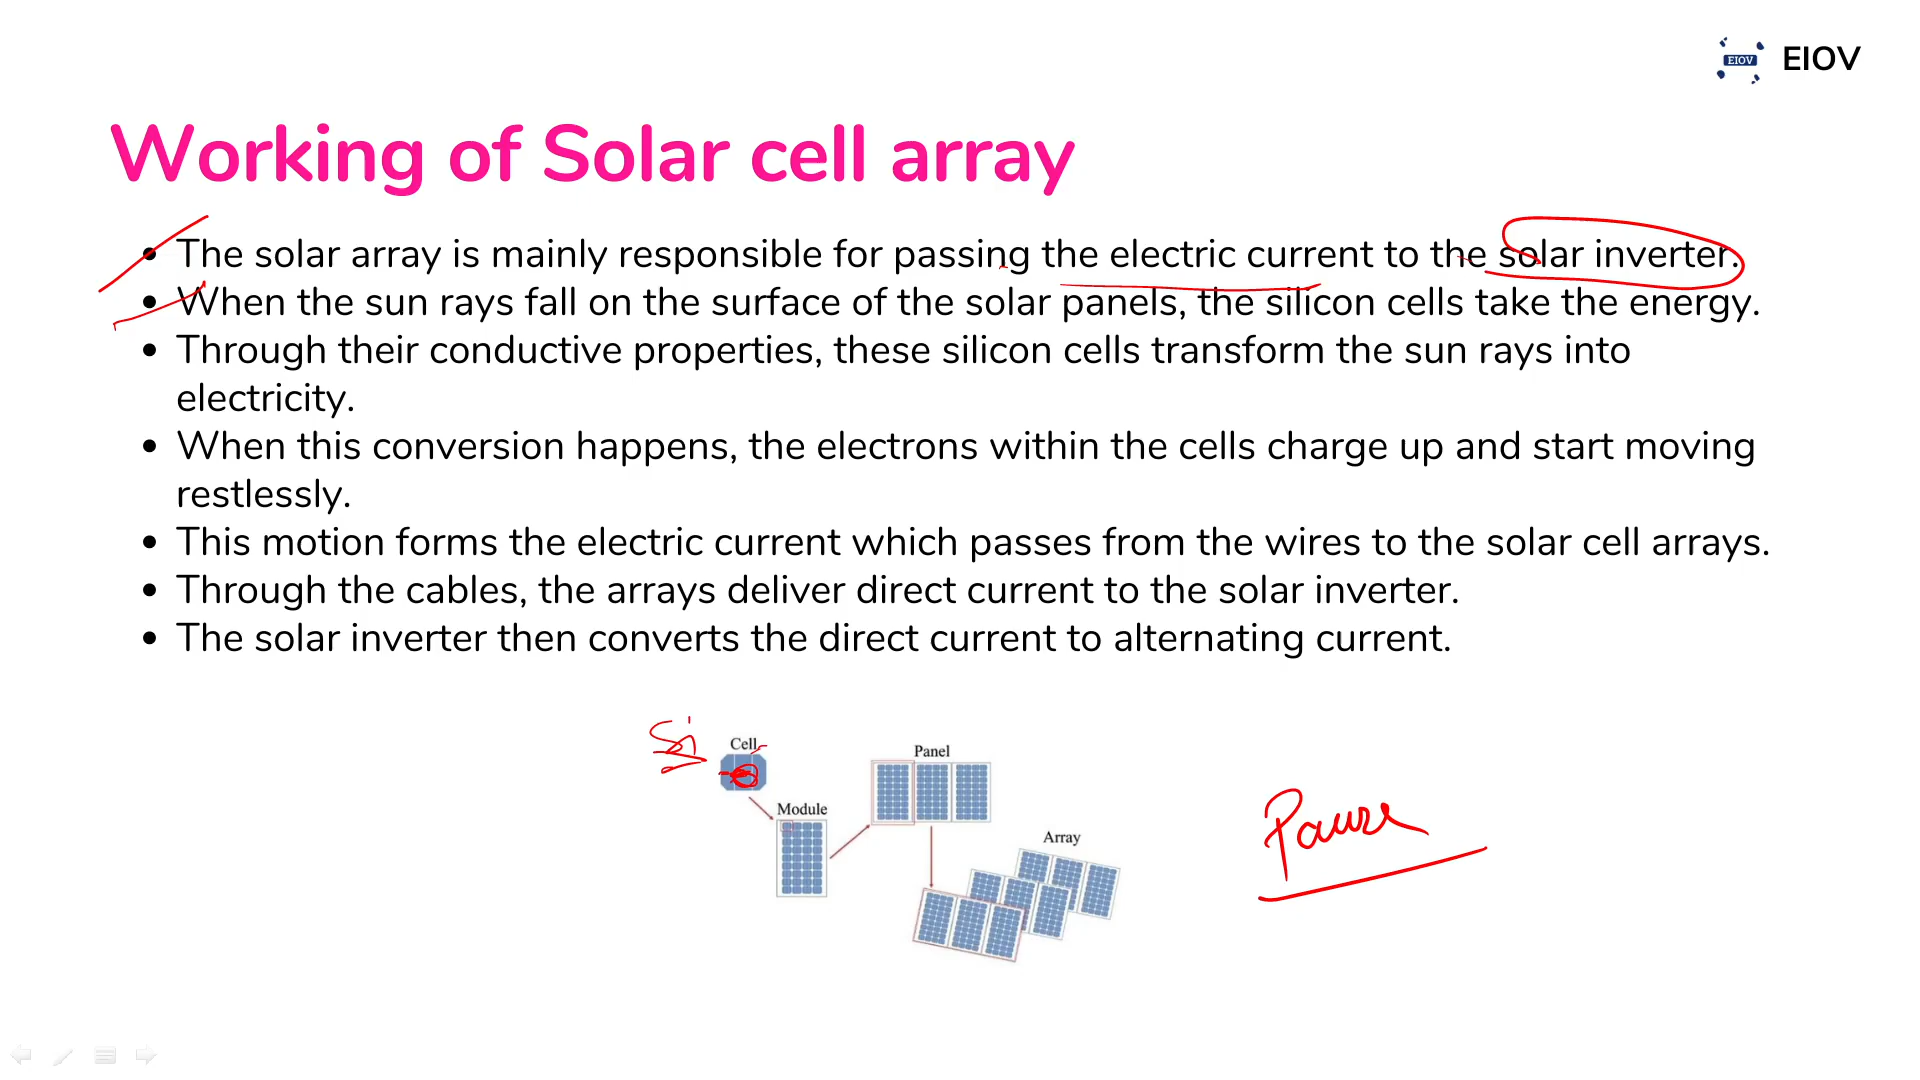 EIOV EIOV
Working of Solar cell array
• The solar array is mainly responsible for passing the electric current to the solar inverter.
• When the sun rays fall on the surface of the solar panels, the silicon cells take the energy.
• Through their conductive properties, these silicon cells transform the sun rays into
electricity.
• When this conversion happens, the electrons within the cells charge up and start moving
restlessly.
• This motion forms the electric current which passes from the wires to the solar cell arrays.
• Through the cables, the arrays deliver direct current to the solar inverter.
• The solar inverter then converts the direct current to alternating current.
Si
Cell
Panel
Module
Array
Pause